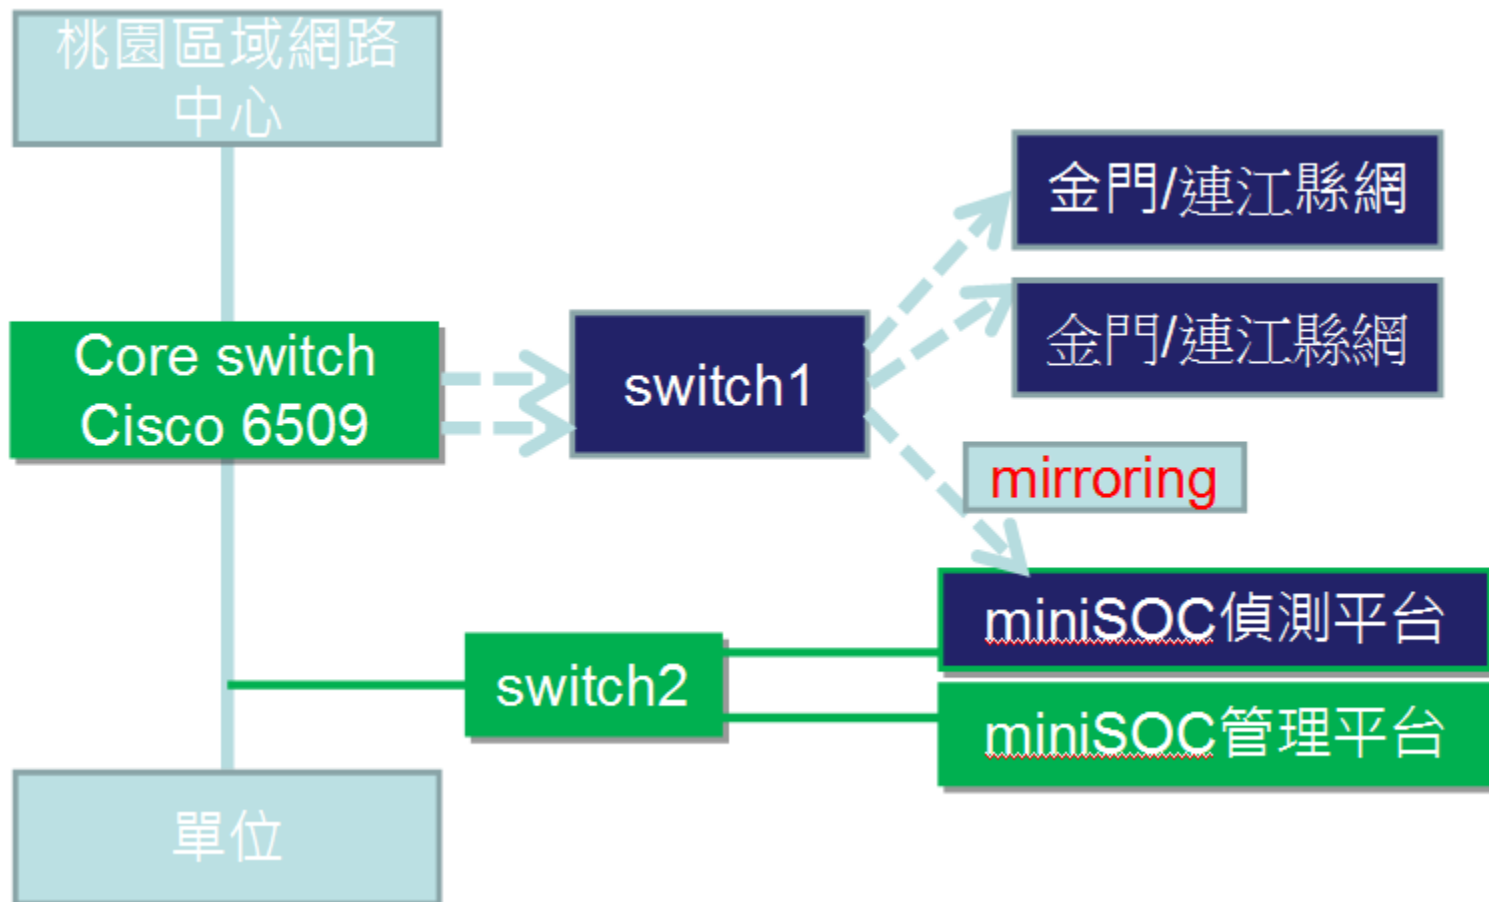 桃園區域網路
中心
金門/連江縣網
Core switch
Cisco 6509
switch1
金門/連江縣網
mirroring
miniSOC偵測平台
switch2
miniSOC管理平台
單位